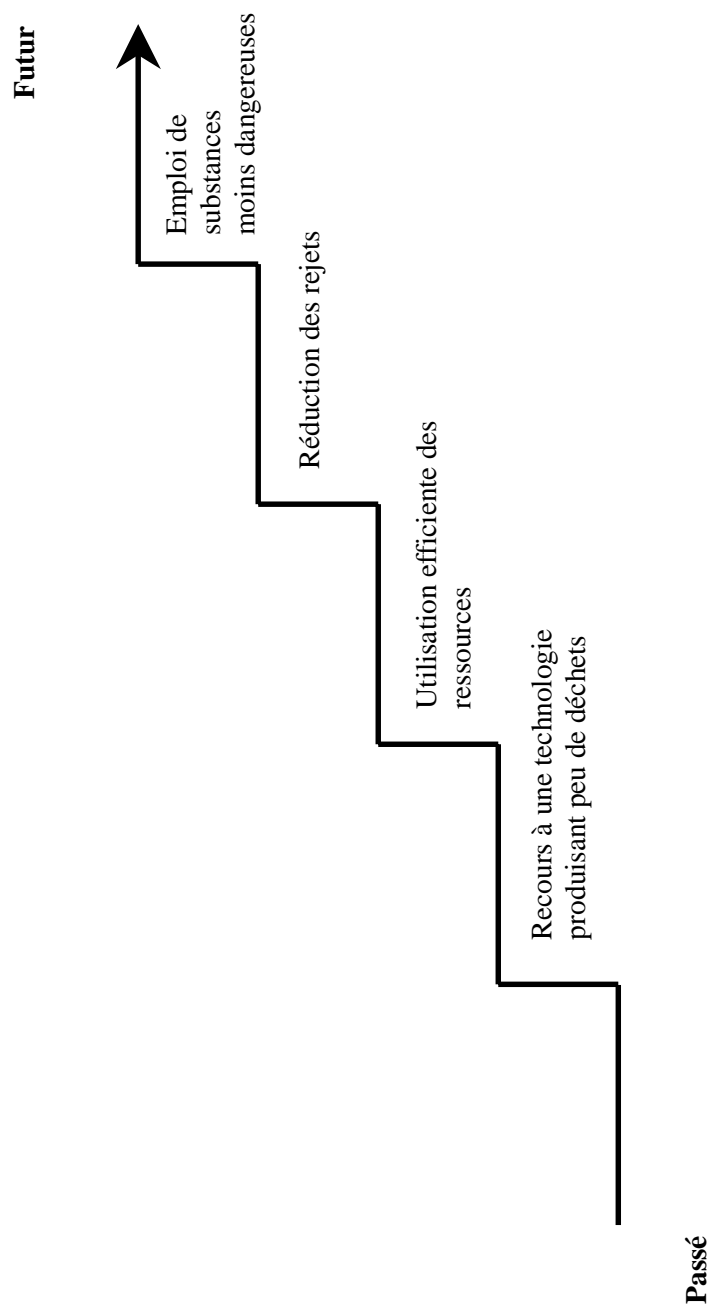 Futur
Emploi de
substances
moins dangereuses
Réduction des rejets
Utilisation efficiente des
ressources
Recours à une technologie
produisant peu de déchets
Passé